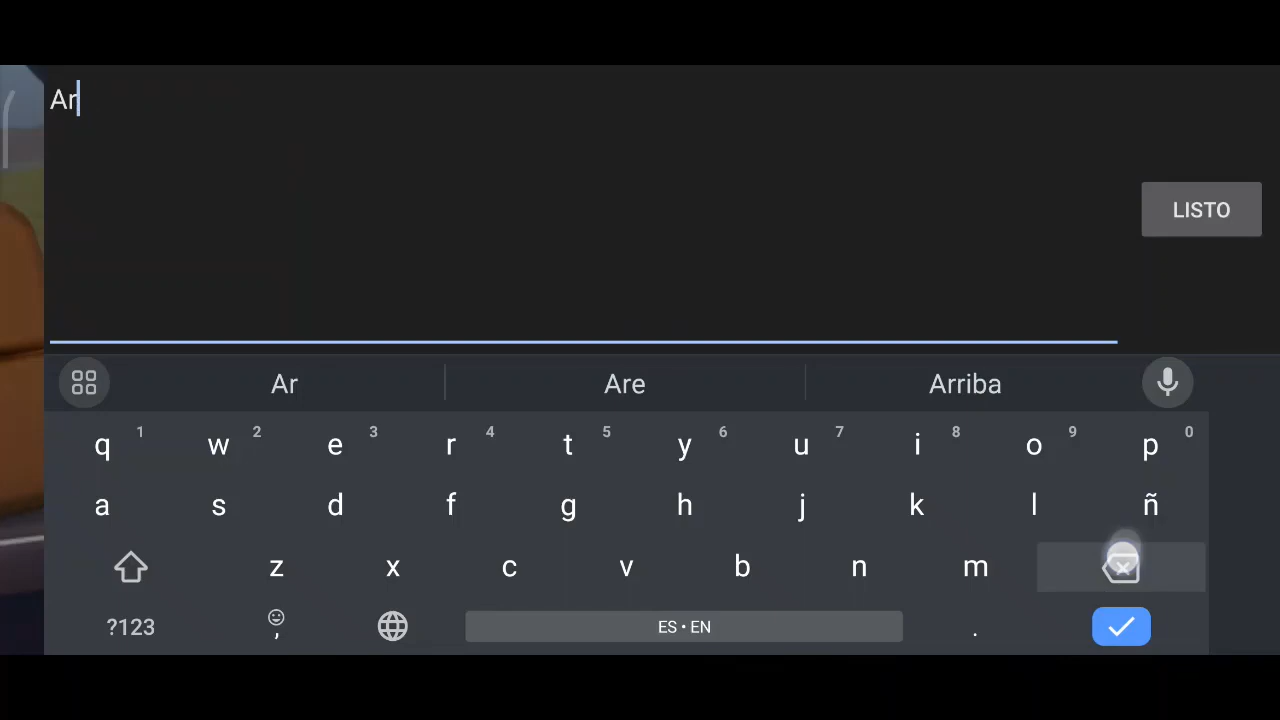 Ar
LISTO
Ar Are Arriba
q 1 w 2 e 3 r 4 t 5 y 6 u 7 i 8 o 9 p 0
a s d f g h j k l ñ
z x c v b n m
?123 , ES • EN .